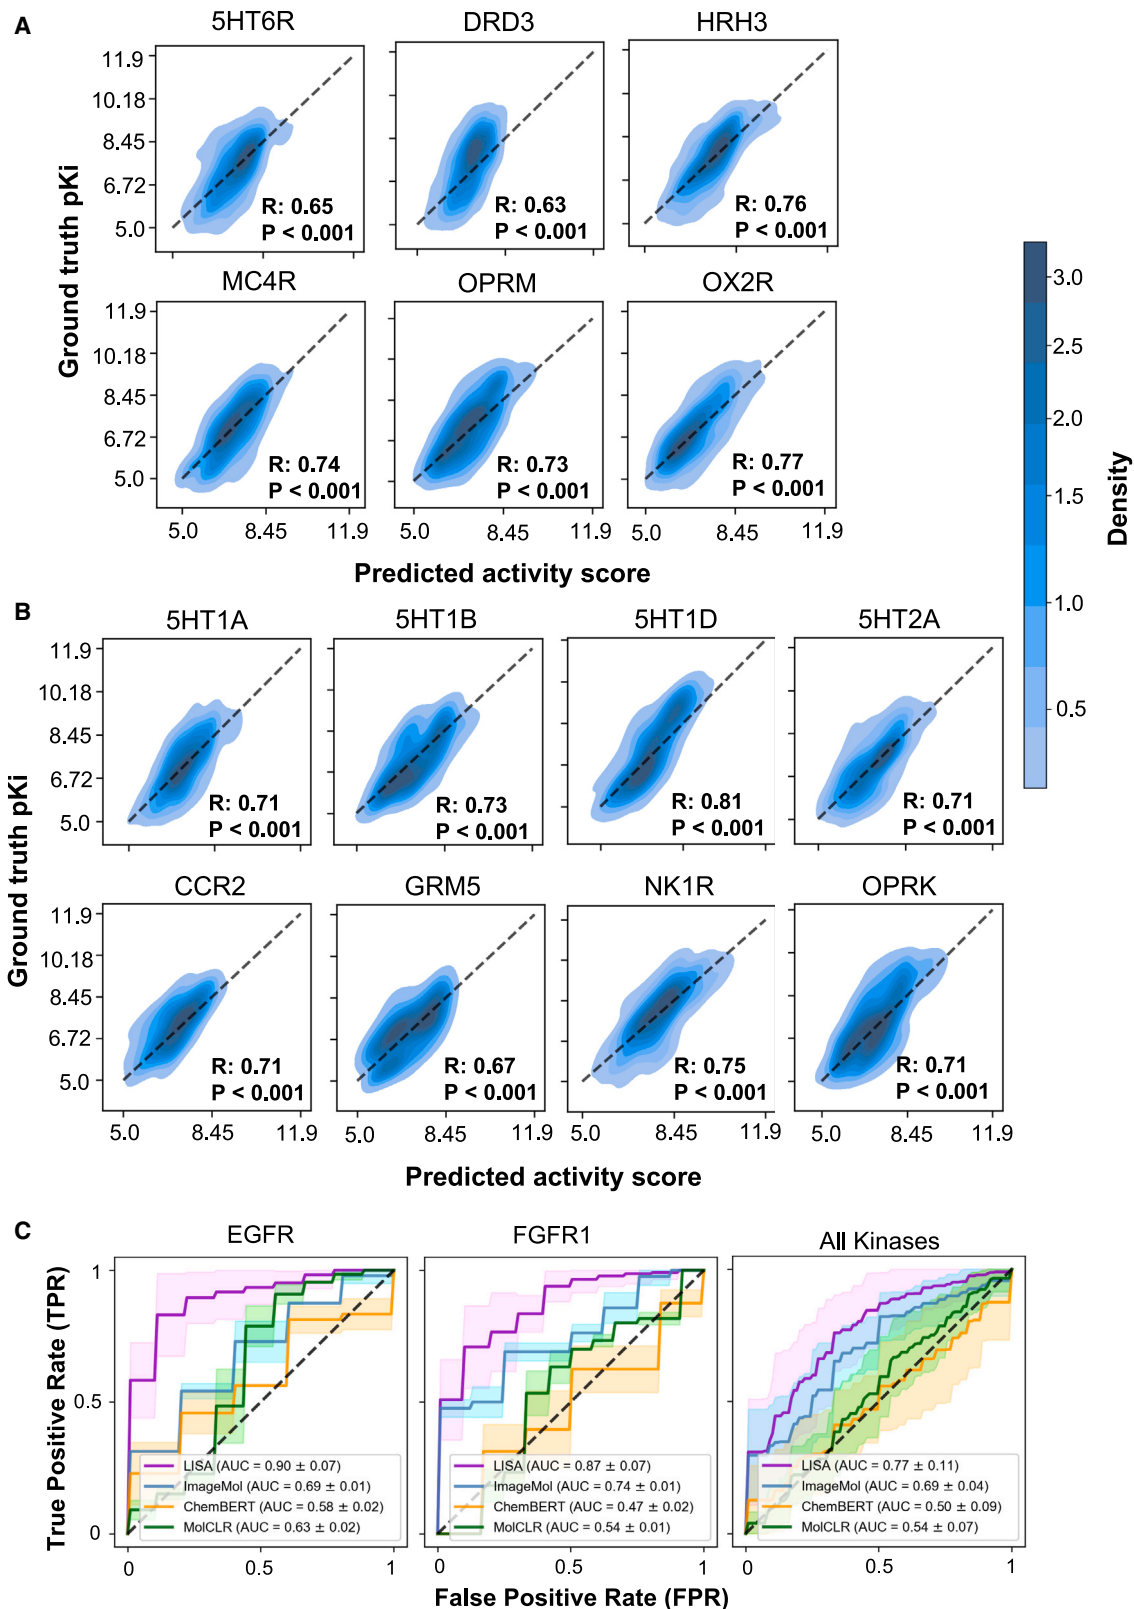 A
5HT6R DRD3 HRH3
11.9
10.18
8.45
6.72
5.0
R: 0.65
P < 0.001
R: 0.63
P < 0.001
R: 0.76
P < 0.001
Ground truth pKi
MC4R OPRM OX2R
11.9
10.18
8.45
6.72
5.0
R: 0.74
P < 0.001
R: 0.73
P < 0.001
R: 0.77
P < 0.001
5.0 8.45 11.9 5.0 8.45 11.9 5.0 8.45 11.9
Predicted activity score
3.0
2.5
2.0
1.5
1.0
0.5
Density
B
5HT1A 5HT1B 5HT1D 5HT2A
11.9
10.18
8.45
6.72
5.0
R: 0.71
P < 0.001
R: 0.73
P < 0.001
R: 0.81
P < 0.001
R: 0.71
P < 0.001
Ground truth pKi
CCR2 GRM5 NK1R OPRK
11.9
10.18
8.45
6.72
5.0
R: 0.71
P < 0.001
R: 0.67
P < 0.001
R: 0.75
P < 0.001
R: 0.71
P < 0.001
5.0 8.45 11.9 5.0 8.45 11.9 5.0 8.45 11.9 5.0 8.45 11.9
Predicted activity score
C
EGFR FGFR1 All Kinases
True Positive Rate (TPR)
1
0.5
0
LISA (AUC = 0.90 ± 0.07)
ImageMol (AUC = 0.69 ± 0.01)
ChemBERT (AUC = 0.58 ± 0.02)
MolCLR (AUC = 0.63 ± 0.02)
0 0.5 1
1
0.5
0
LISA (AUC = 0.87 ± 0.07)
ImageMol (AUC = 0.74 ± 0.01)
ChemBERT (AUC = 0.47 ± 0.02)
MolCLR (AUC = 0.54 ± 0.01)
0 0.5 1
1
0.5
0
LISA (AUC = 0.77 ± 0.11)
ImageMol (AUC = 0.69 ± 0.04)
ChemBERT (AUC = 0.50 ± 0.09)
MolCLR (AUC = 0.54 ± 0.07)
0 0.5 1
False Positive Rate (FPR)